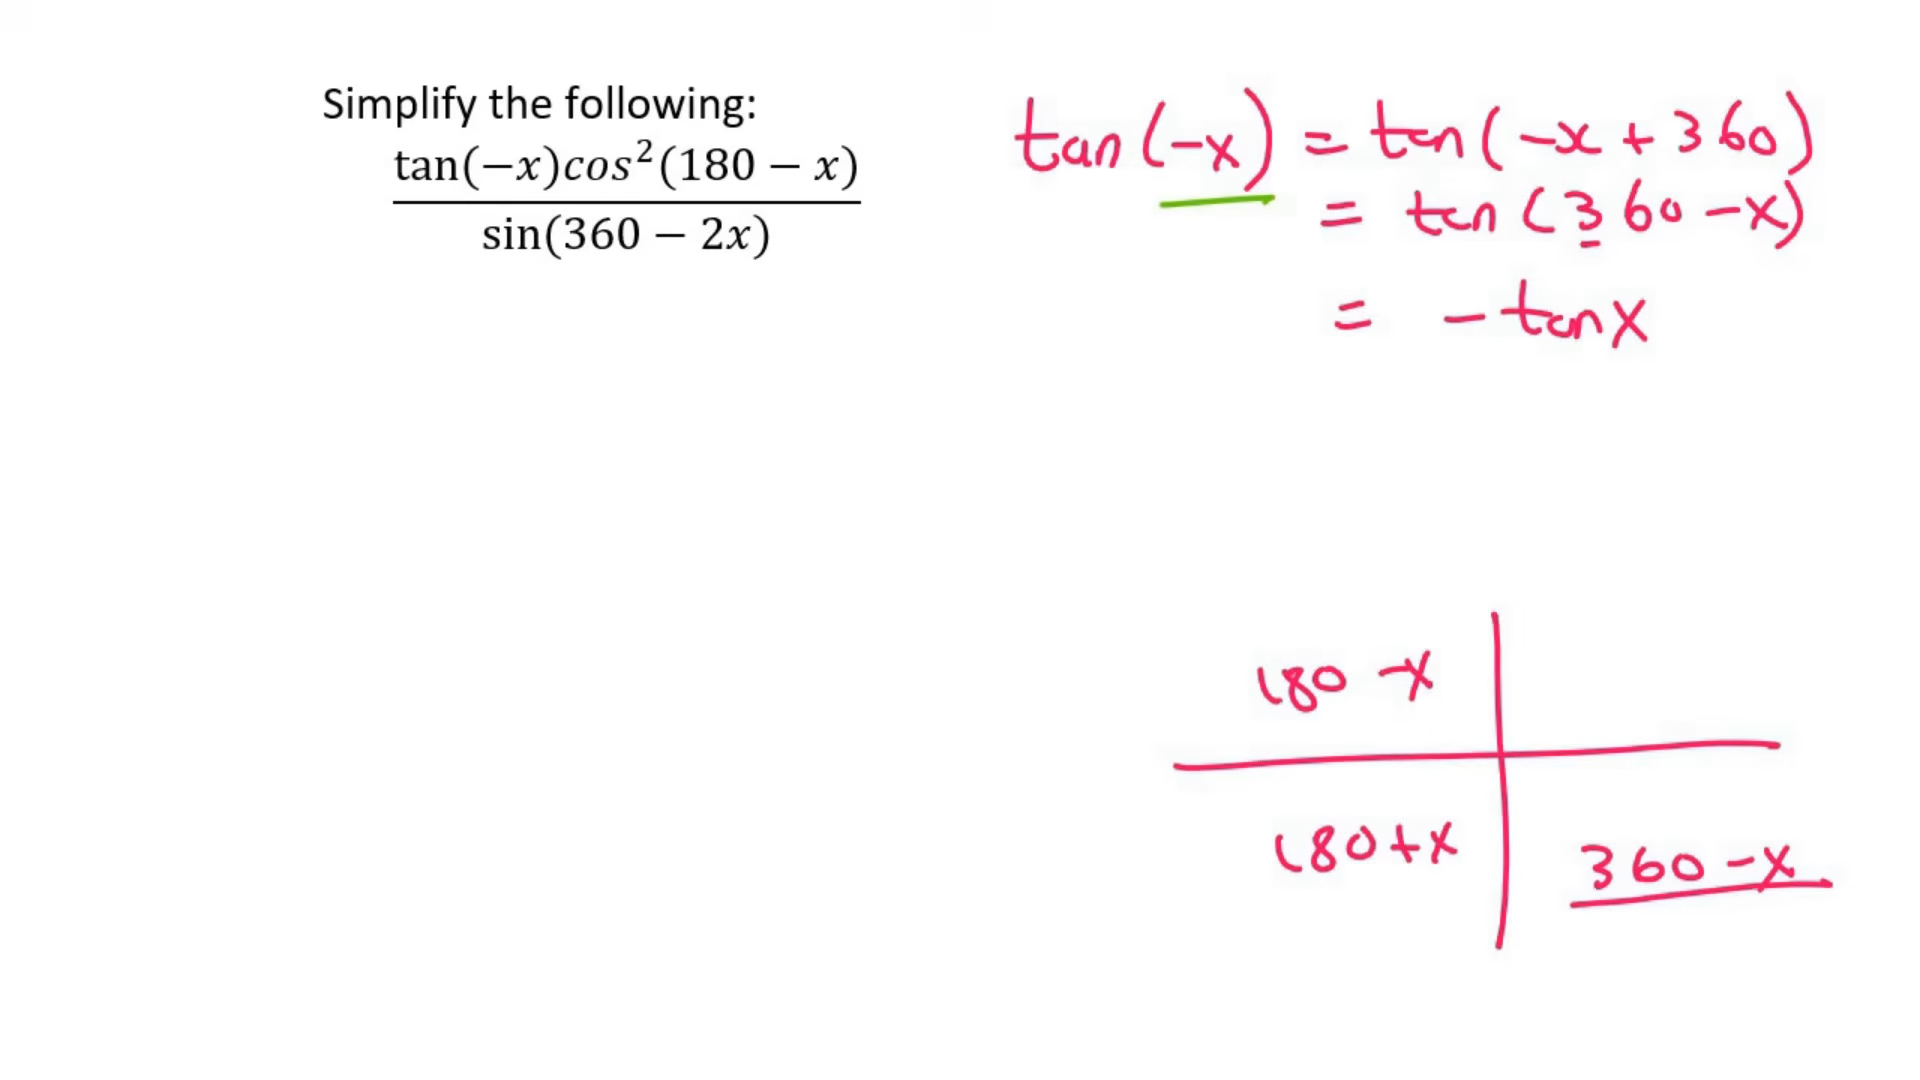 Simplify the following:
tan(−x)cos²(180 − x)
sin(360 − 2x)
tan(-x) = tan(-x + 360)
= tan(360 -x)
= - tan x
180 -x
180+x
360 -x